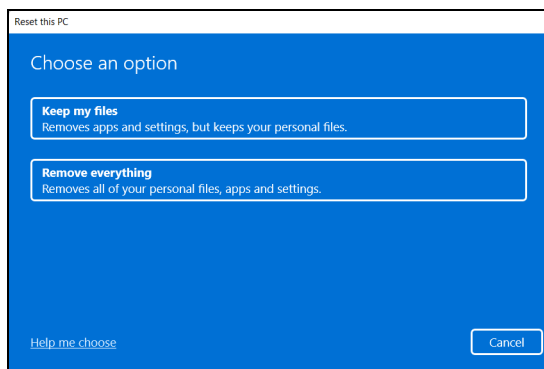 Reset this PC
Choose an option
Keep my files
Removes apps and settings, but keeps your personal files.
Remove everything
Removes all of your personal files, apps and settings.
Help me choose
Cancel